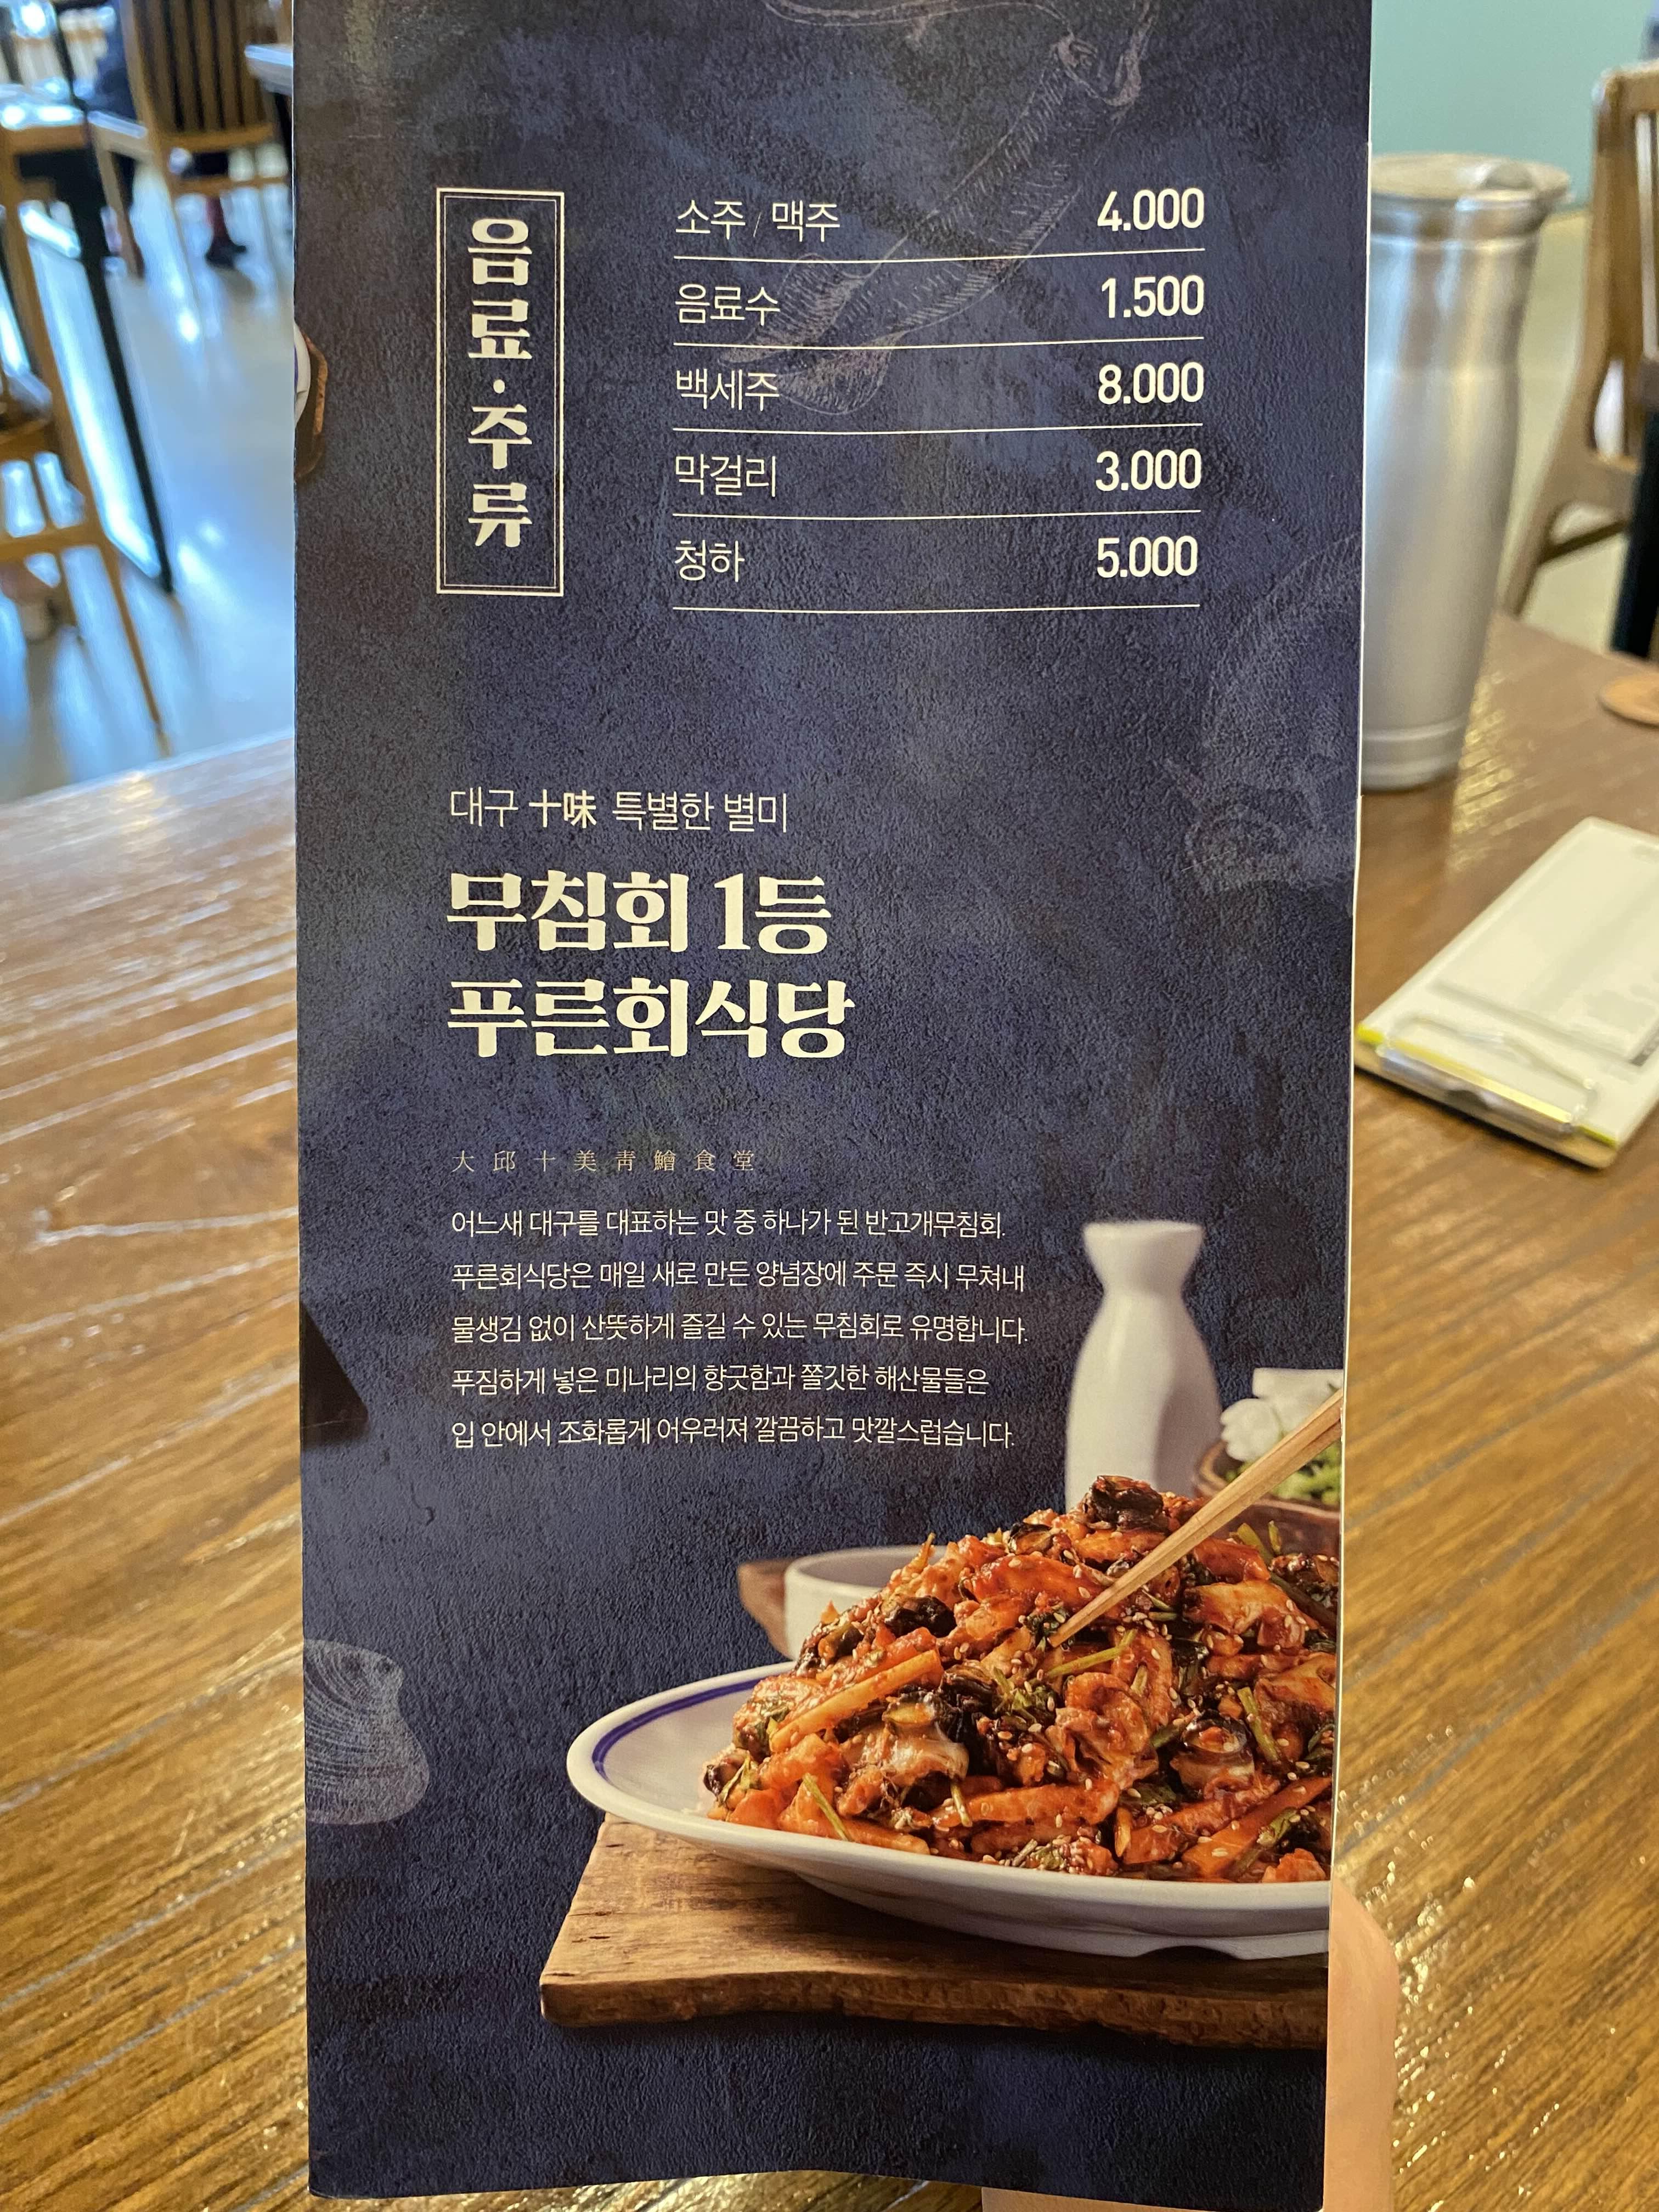 음료·주류
소주 / 맥주 4.000
음료수 1.500
백세주 8.000
막걸리 3.000
청하 5.000
대구 十味 특별한 별미
무침회 1등
푸른회식당
大邱十美靑鱠食堂
어느새 대구를 대표하는 맛 중 하나가 된 반고개무침회.
푸른회식당은 매일 새로 만든 양념장에 주문 즉시 무쳐내
물생김 없이 산뜻하게 즐길 수 있는 무침회로 유명합니다.
푸짐하게 넣은 미나리의 향긋함과 쫄깃한 해산물들은
입 안에서 조화롭게 어우러져 깔끔하고 맛깔스럽습니다.